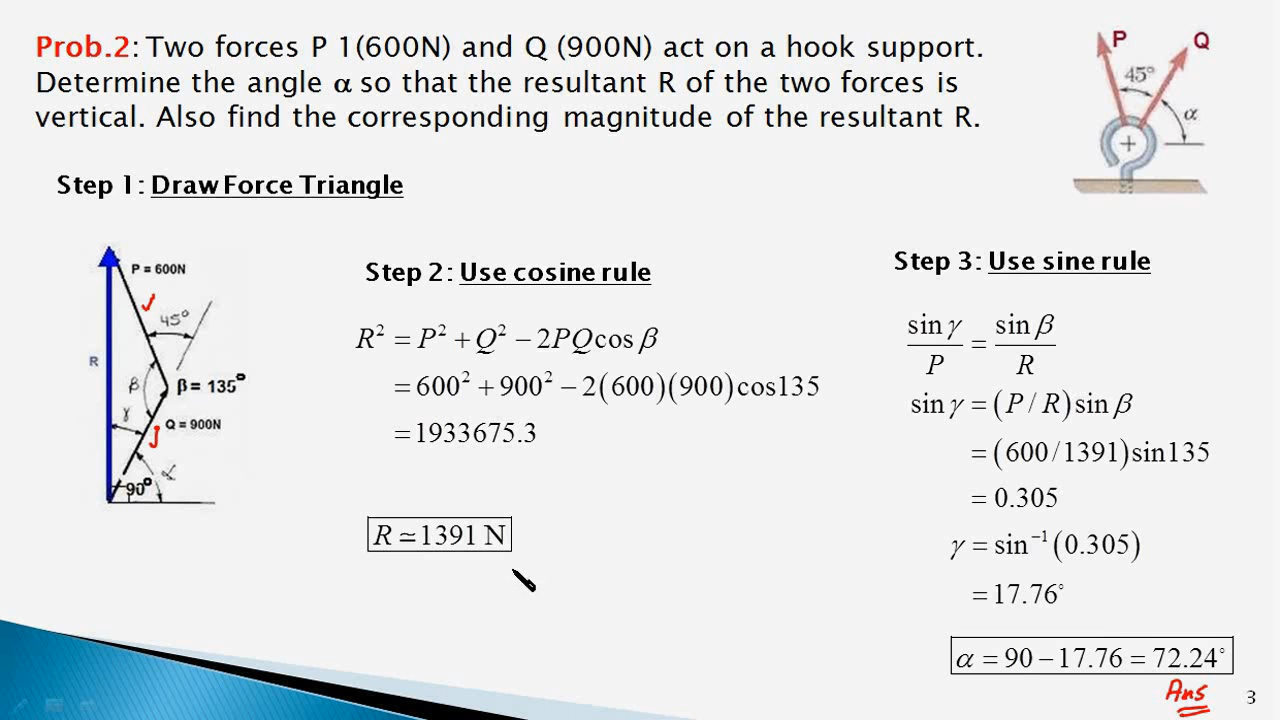 Prob.2: Two forces P 1(600N) and Q (900N) act on a hook support.
Determine the angle α so that the resultant R of the two forces is
vertical. Also find the corresponding magnitude of the resultant R.
P
Q
45°
α
Step 1: Draw Force Triangle
P = 600N
45°
R
β
β = 135°
γ
Q = 900N
α
90°
Step 2: Use cosine rule
R² = P² + Q² − 2PQ cos β
= 600² + 900² − 2(600)(900)cos135
= 1933675.3
R ≃ 1391 N
Step 3: Use sine rule
sin γ / P = sin β / R
sin γ = (P / R) sin β
= (600/1391) sin135
= 0.305
γ = sin⁻¹(0.305)
= 17.76°
α = 90 − 17.76 = 72.24°
Ans
3